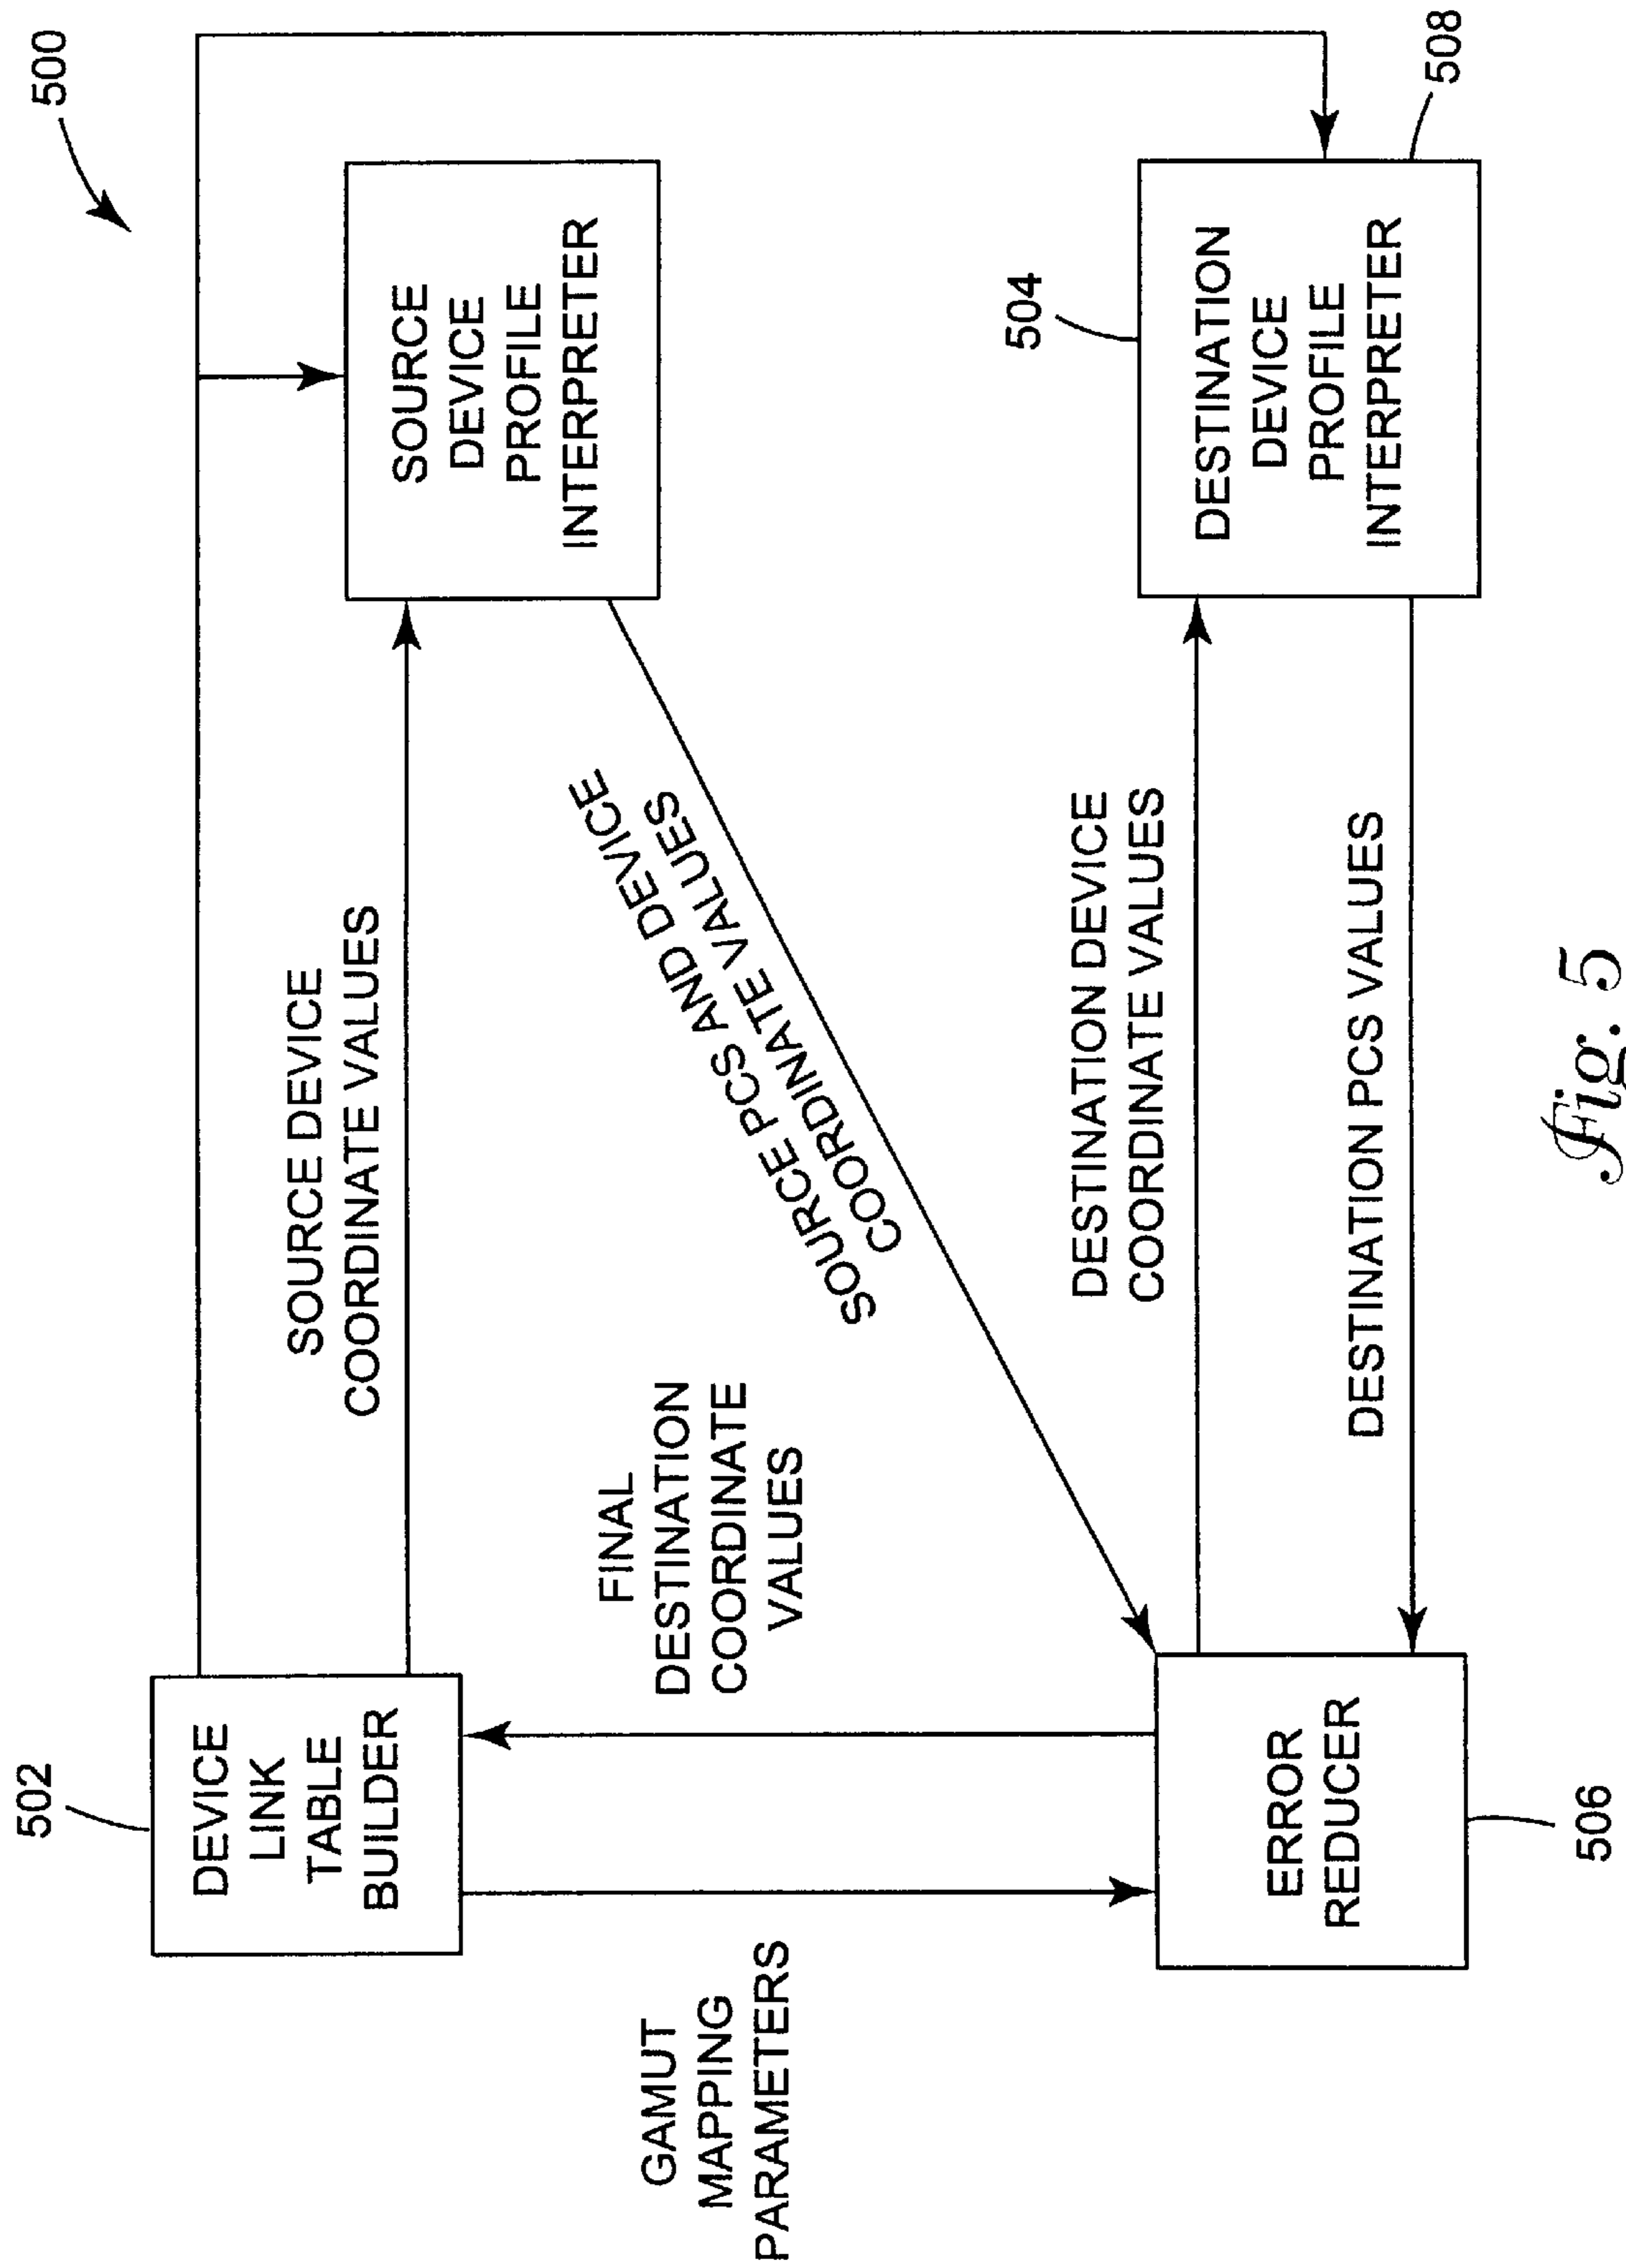 500
502
DEVICE
LINK
TABLE
BUILDER
SOURCE DEVICE
COORDINATE VALUES
SOURCE
DEVICE
PROFILE
INTERPRETER
GAMUT
MAPPING
PARAMETERS
FINAL
DESTINATION
COORDINATE
VALUES
SOURCE PCS AND DEVICE
COORDINATE VALUES
504
DESTINATION DEVICE
COORDINATE VALUES
DESTINATION PCS VALUES
ERROR
REDUCER
506
DESTINATION
DEVICE
PROFILE
INTERPRETER
508
Fig. 5